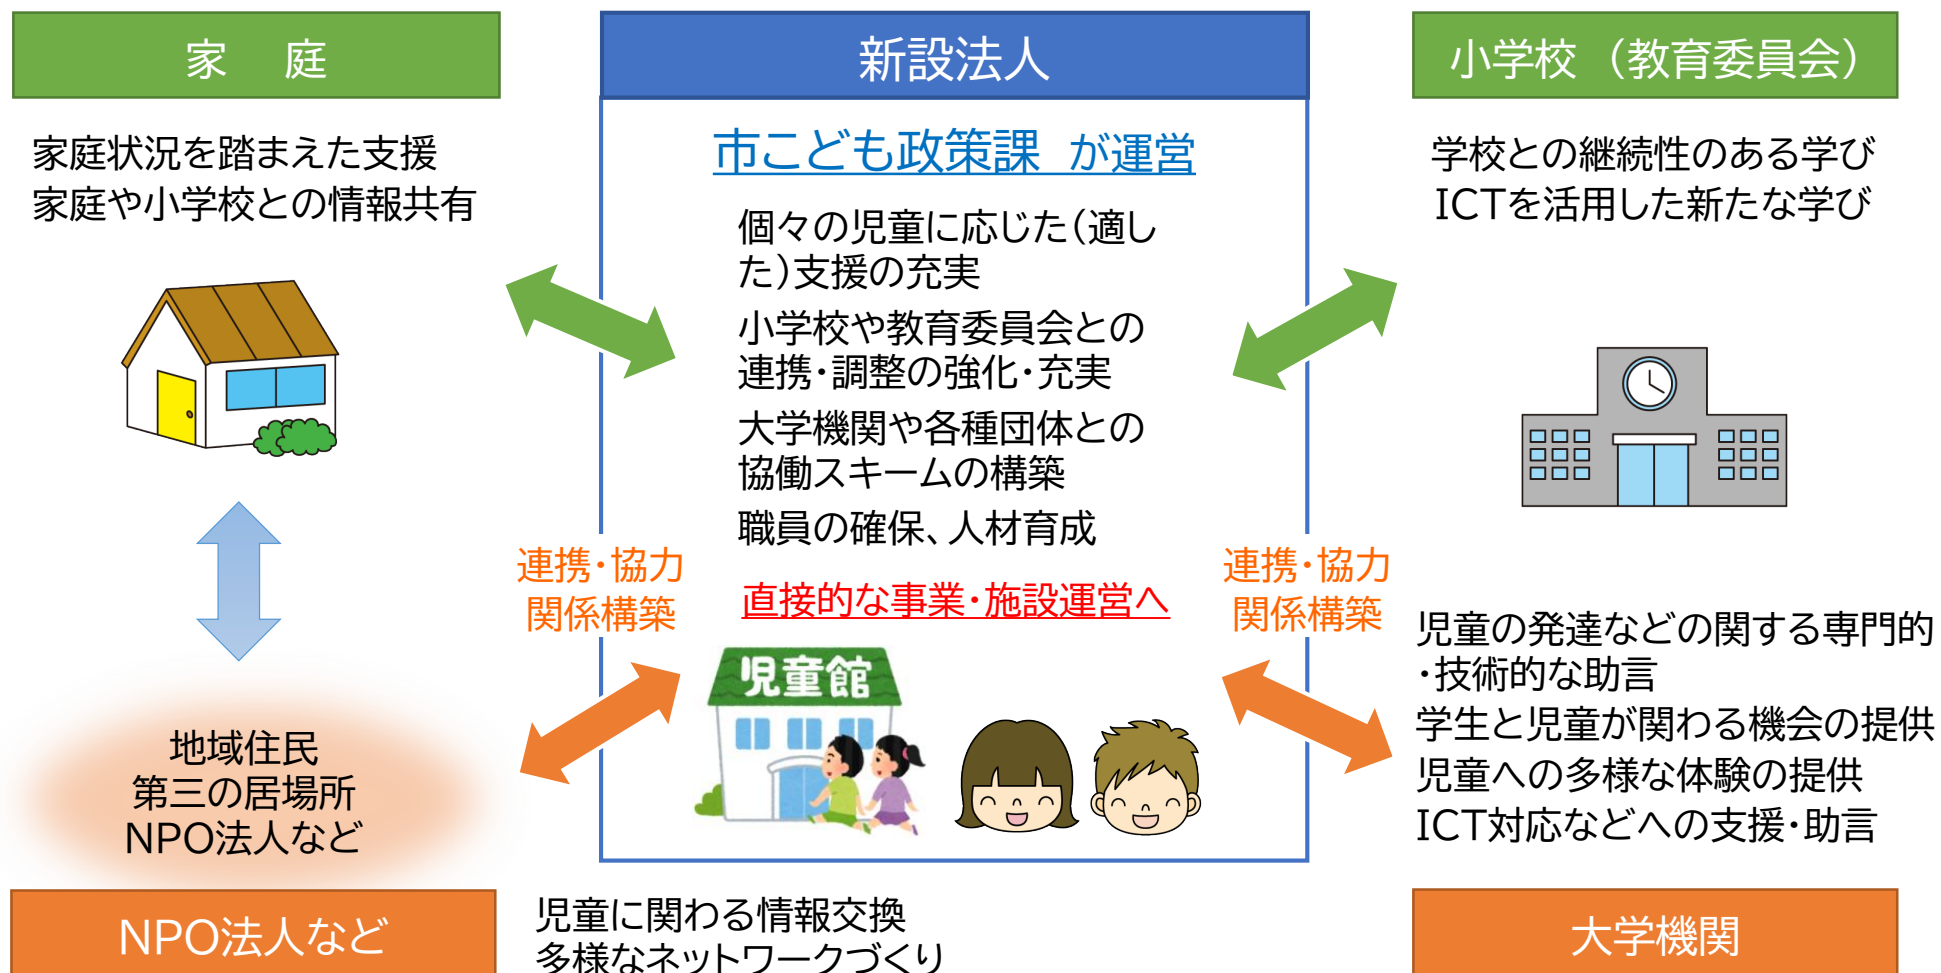 家　庭
家庭状況を踏まえた支援
家庭や小学校との情報共有
新設法人
市こども政策課 が運営
個々の児童に応じた(適し
た)支援の充実
小学校や教育委員会との
連携・調整の強化・充実
大学機関や各種団体との
協働スキームの構築
職員の確保、人材育成
直接的な事業・施設運営へ
児童館
小学校（教育委員会）
学校との継続性のある学び
ICTを活用した新たな学び
連携・協力
関係構築
連携・協力
関係構築
地域住民
第三の居場所
NPO法人など
NPO法人など
児童に関わる情報交換
多様なネットワークづくり
児童の発達などの関する専門的
・技術的な助言
学生と児童が関わる機会の提供
児童への多様な体験の提供
ICT対応などへの支援・助言
大学機関